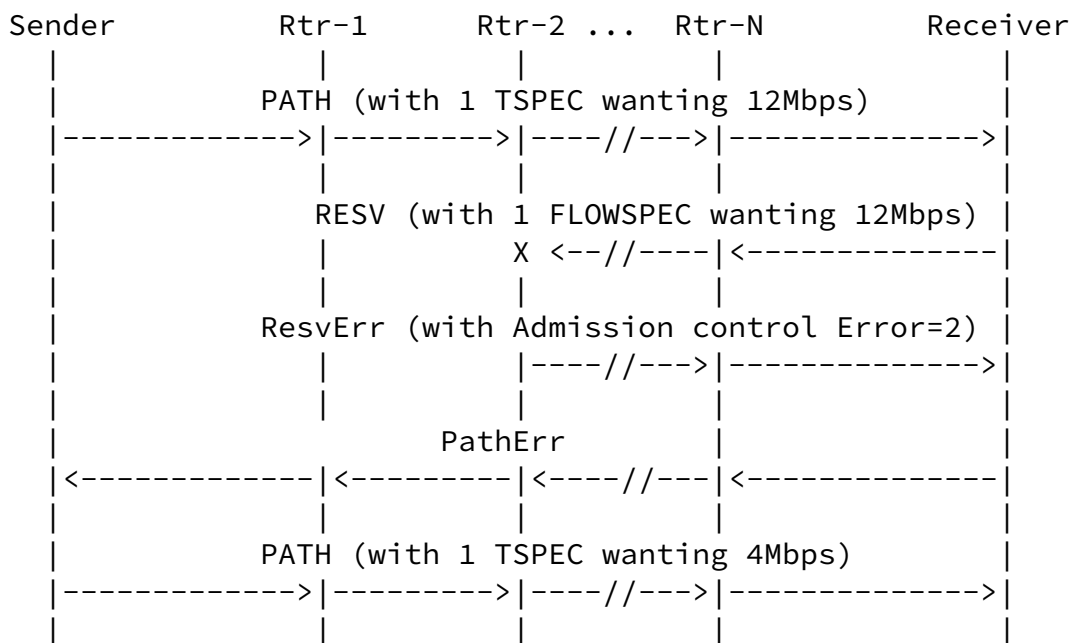 Sender Rtr-1 Rtr-2 ... Rtr-N Receiver
PATH (with 1 TSPEC wanting 12Mbps)
RESV (with 1 FLOWSPEC wanting 12Mbps)
X
ResvErr (with Admission control Error=2)
PathErr
PATH (with 1 TSPEC wanting 4Mbps)